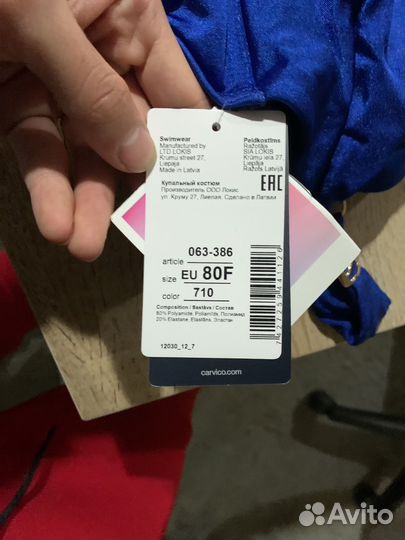 Swimwear
Manufactured by
LTD LOKIS
Krūmu street 27,
Liepaja
Made in Latvia
Peldkostīms
Ražotājs
SIA LOKIS
Krūmu iela 27,
Liepāja
Ražots Latvijā
Купальный костюм
Производитель ООО Локис
ул. Круму 27, Лиепая, Сделано в Латвии
EAC
article 063-386
size EU 80F
color 710
Composition / Sastāvs / Состав
80% Polyamide, Poliamīds, Полиамид
20% Elastane, Elastāns, Эластан
12030_12_7
carvico.com
Avito